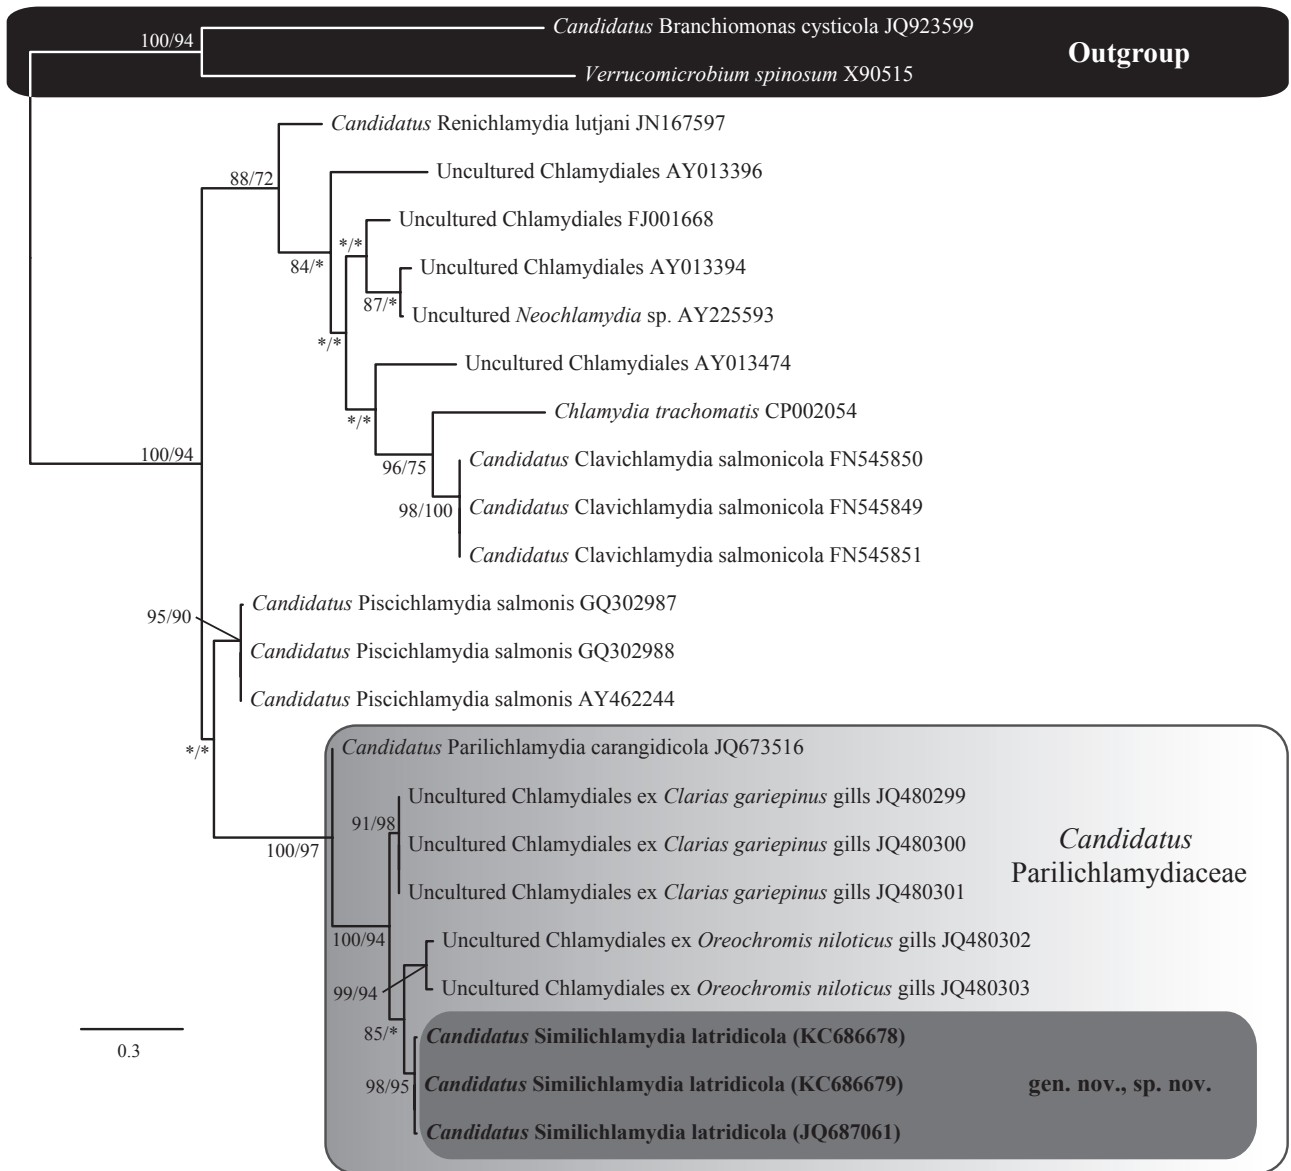 100/94
Candidatus Branchiomonas cysticola JQ923599
Outgroup
Verrucomicrobium spinosum X90515
Candidatus Renichlamydia lutjani JN167597
88/72
Uncultured Chlamydiales AY013396
Uncultured Chlamydiales FJ001668
*/*
84/*
Uncultured Chlamydiales AY013394
87/*
Uncultured Neochlamydia sp. AY225593
*/*
Uncultured Chlamydiales AY013474
*/*
Chlamydia trachomatis CP002054
100/94
96/75
Candidatus Clavichlamydia salmonicola FN545850
98/100
Candidatus Clavichlamydia salmonicola FN545849
Candidatus Clavichlamydia salmonicola FN545851
95/90
Candidatus Piscichlamydia salmonis GQ302987
Candidatus Piscichlamydia salmonis GQ302988
Candidatus Piscichlamydia salmonis AY462244
*/*
Candidatus Parilichlamydia carangidicola JQ673516
Uncultured Chlamydiales ex Clarias gariepinus gills JQ480299
91/98
Uncultured Chlamydiales ex Clarias gariepinus gills JQ480300
100/97
Uncultured Chlamydiales ex Clarias gariepinus gills JQ480301
Candidatus
Parilichlamydiaceae
100/94
Uncultured Chlamydiales ex Oreochromis niloticus gills JQ480302
99/94
Uncultured Chlamydiales ex Oreochromis niloticus gills JQ480303
85/*
Candidatus Similichlamydia latridicola (KC686678)
98/95
Candidatus Similichlamydia latridicola (KC686679)
gen. nov., sp. nov.
Candidatus Similichlamydia latridicola (JQ687061)
0.3